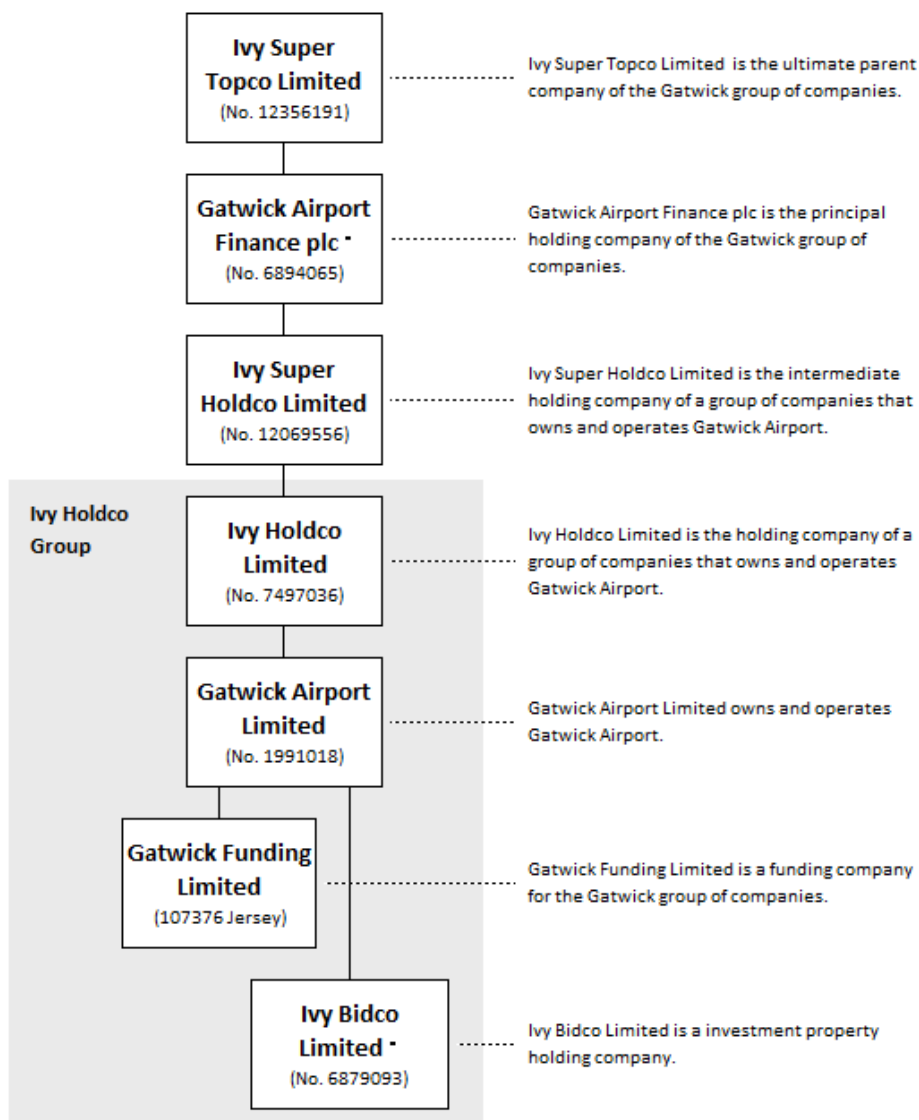 Ivy Super
Topco Limited
(No. 12356191)
Ivy Super Topco Limited is the ultimate parent
company of the Gatwick group of companies.
Gatwick Airport
Finance plc ▪
(No. 6894065)
Gatwick Airport Finance plc is the principal
holding company of the Gatwick group of
companies.
Ivy Super
Holdco Limited
(No. 12069556)
Ivy Super Holdco Limited is the intermediate
holding company of a group of companies that
owns and operates Gatwick Airport.
Ivy Holdco
Group
Ivy Holdco
Limited
(No. 7497036)
Ivy Holdco Limited is the holding company of a
group of companies that owns and operates
Gatwick Airport.
Gatwick Airport
Limited
(No. 1991018)
Gatwick Airport Limited owns and operates
Gatwick Airport.
Gatwick Funding
Limited
(107376 Jersey)
Gatwick Funding Limited is a funding company
for the Gatwick group of companies.
Ivy Bidco
Limited ▪
(No. 6879093)
Ivy Bidco Limited is a investment property
holding company.